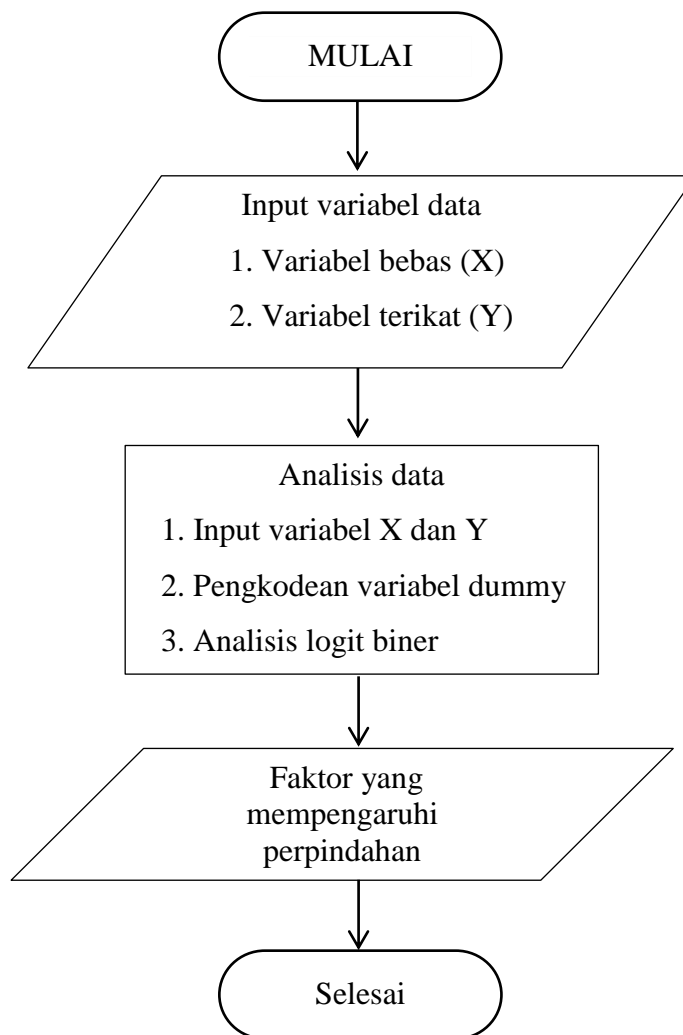 MULAI
Input variabel data
1. Variabel bebas (X)
2. Variabel terikat (Y)
Analisis data
1. Input variabel X dan Y
2. Pengkodean variabel dummy
3. Analisis logit biner
Faktor yang
mempengaruhi
perpindahan
Selesai